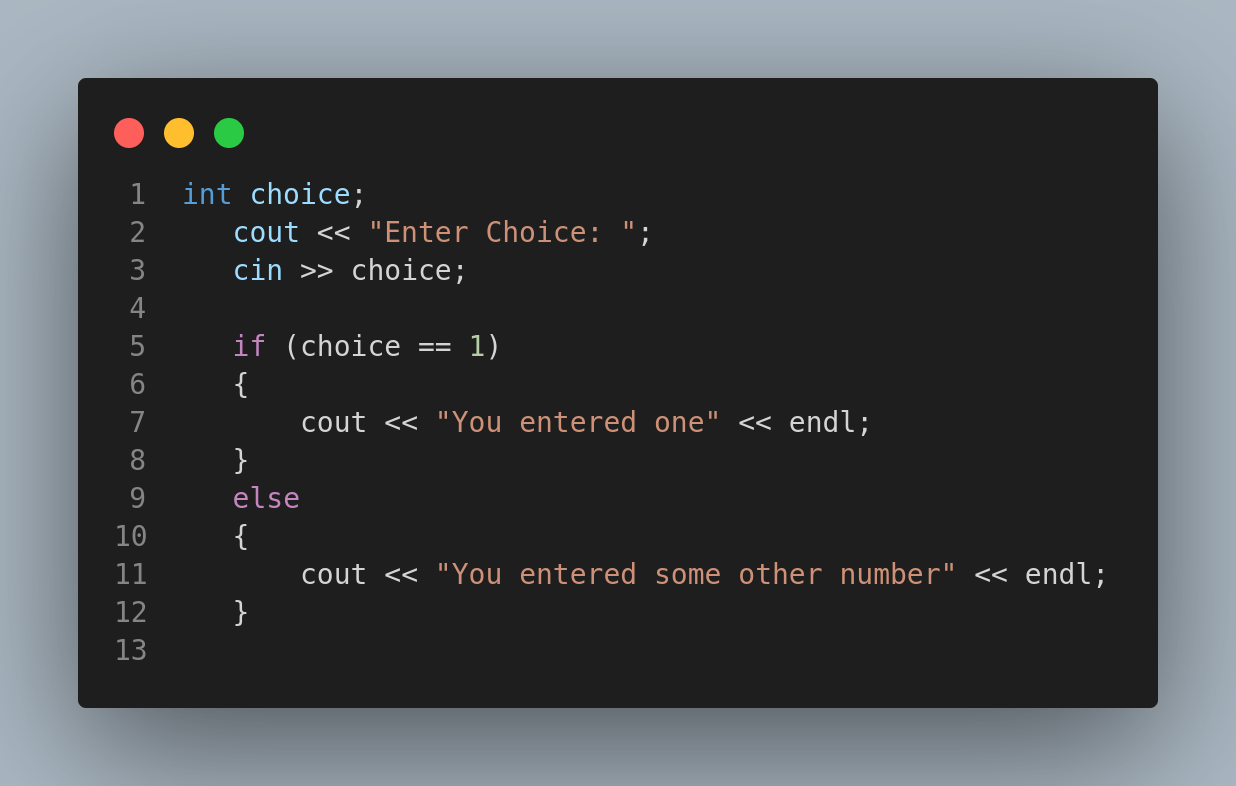 1 int choice;
2    cout << "Enter Choice: ";
3    cin >> choice;
4
5    if (choice == 1)
6    {
7        cout << "You entered one" << endl;
8    }
9    else
10    {
11        cout << "You entered some other number" << endl;
12    }
13